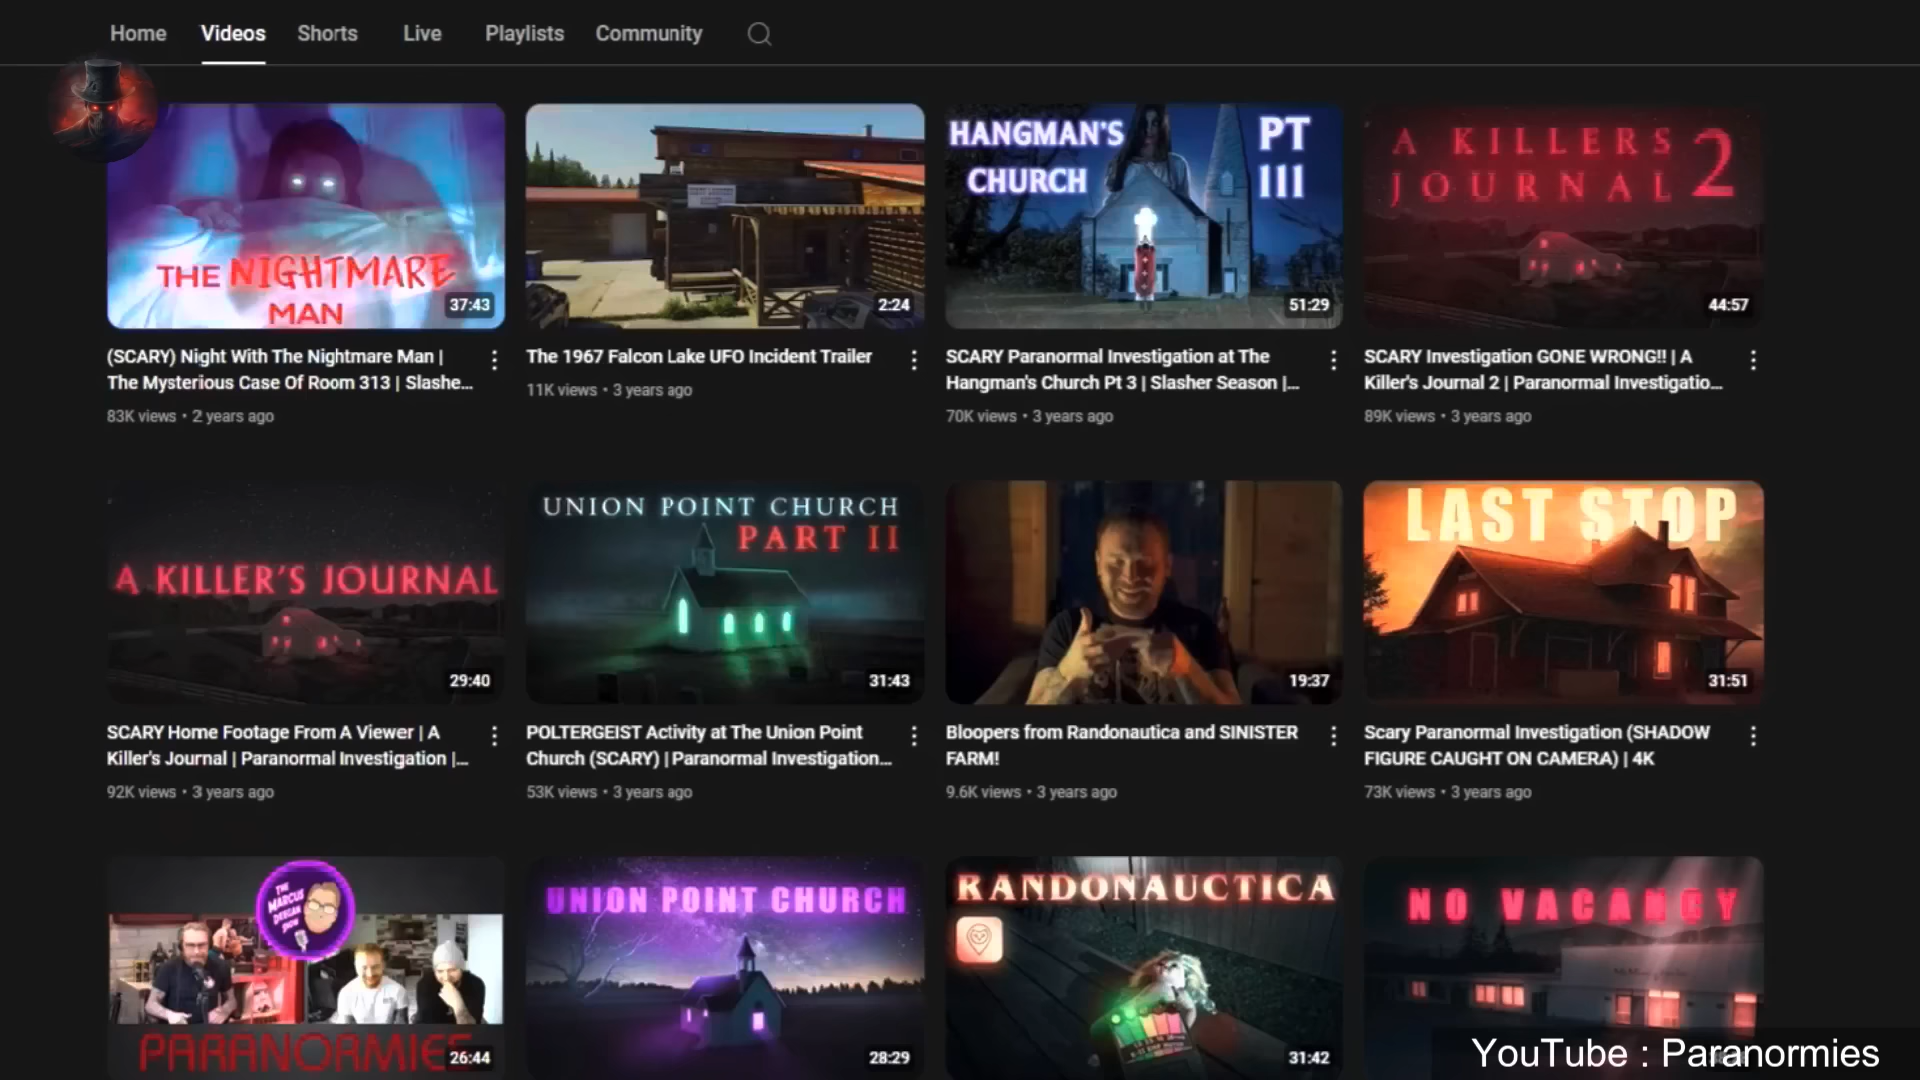 Home Videos Shorts Live Playlists Community
THE NIGHTMARE
MAN
37:43
2:24
HANGMAN'S
CHURCH
PT
III
51:29
A KILLERS
JOURNAL 2
44:57
(SCARY) Night With The Nightmare Man |
The Mysterious Case Of Room 313 | Slashe...
83K views • 2 years ago
The 1967 Falcon Lake UFO Incident Trailer
11K views • 3 years ago
SCARY Paranormal Investigation at The
Hangman's Church Pt 3 | Slasher Season |...
70K views • 3 years ago
SCARY Investigation GONE WRONG!! | A
Killer's Journal 2 | Paranormal Investigatio...
89K views • 3 years ago
A KILLER'S JOURNAL
29:40
UNION POINT CHURCH
PART II
31:43
19:37
LAST STOP
31:51
SCARY Home Footage From A Viewer | A
Killer's Journal | Paranormal Investigation |...
92K views • 3 years ago
POLTERGEIST Activity at The Union Point
Church (SCARY) | Paranormal Investigation...
53K views • 3 years ago
Bloopers from Randonautica and SINISTER
FARM!
9.6K views • 3 years ago
Scary Paranormal Investigation (SHADOW
FIGURE CAUGHT ON CAMERA) | 4K
73K views • 3 years ago
THE
MARCUS
SHOW
PARANORMIES
26:44
UNION POINT CHURCH
28:29
RANDONAUCTICA
31:42
NO VACANCY
YouTube : Paranormies